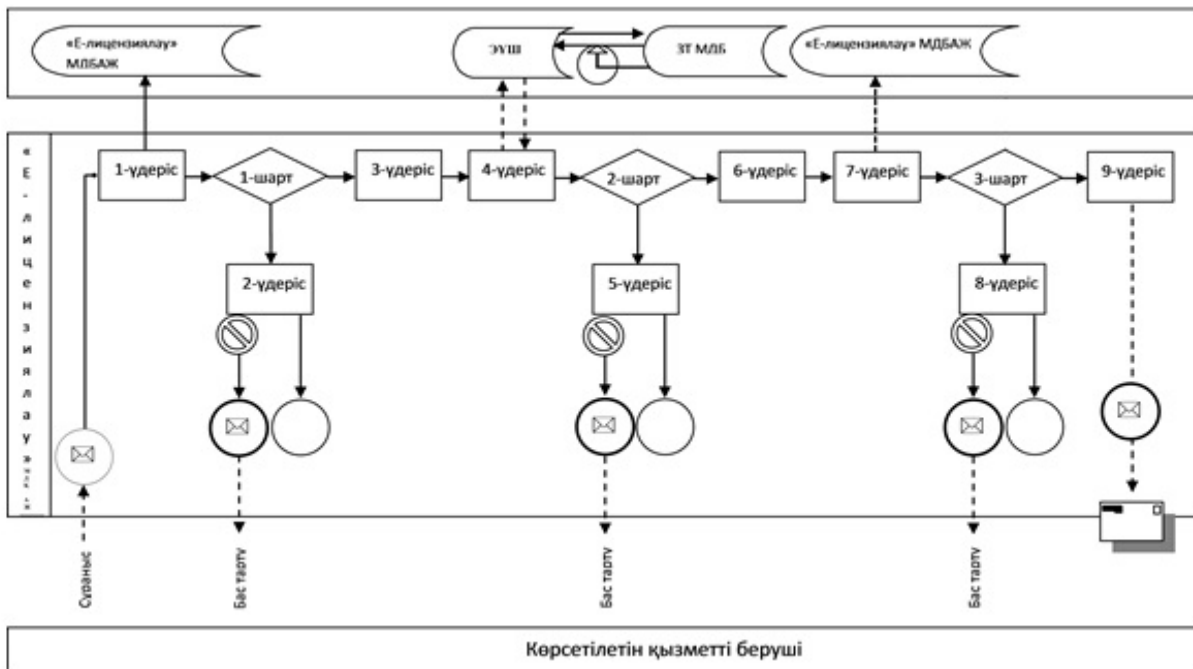 «Е-лицензиялау»
МДБАЖ
ЭҮШ
ЗТ МДБ
«Е-лицензиялау» МДБАЖ
«Е-лицензиялау»
1-үдеріс
1-шарт
3-үдеріс
4-үдеріс
2-шарт
6-үдеріс
7-үдеріс
3-шарт
9-үдеріс
2-үдеріс
5-үдеріс
8-үдеріс
Сұраныс
Бас тарту
Бас тарту
Бас тарту
Көрсетілетін қызметті беруші